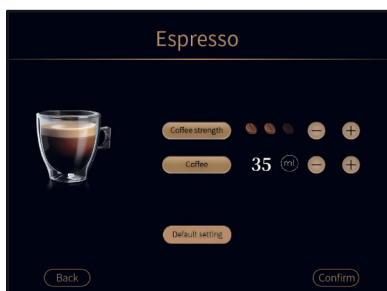 Espresso
Coffee strength
Coffee 35 ml
Default setting
Back Confirm